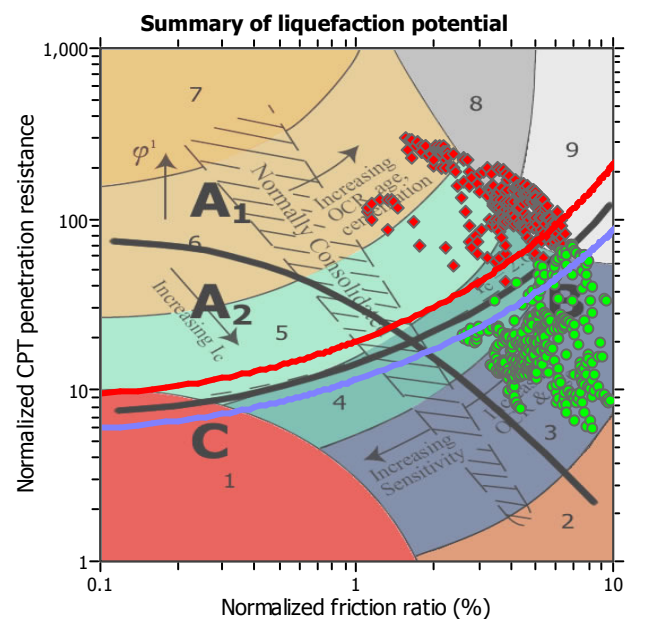 Summary of liquefaction potential
Normalized CPT penetration resistance
1,000
100
10
1
7
8
9
φ¹
A₁
Normally Consolidated
Increasing
OCR, age,
cementation
6
A₂
Increasing Ic
5
B
4
C
3
Increasing
Sensitivity
1
2
0.1
1
10
Normalized friction ratio (%)